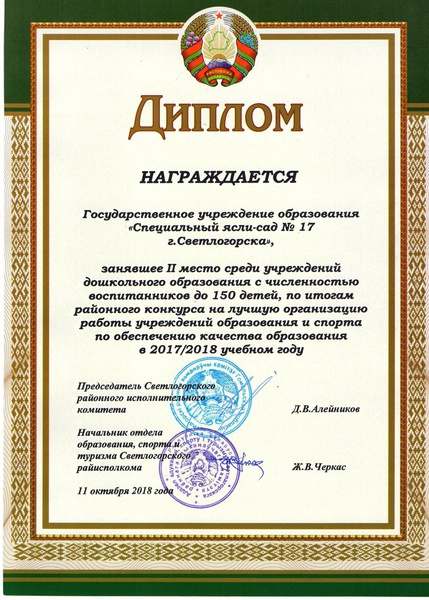 ДИПЛОМ
НАГРАЖДАЕТСЯ
Государственное учреждение образования
«Специальный ясли-сад № 17
г.Светлогорска»,
занявшее II место среди учреждений
дошкольного образования с численностью
воспитанников до 150 детей, по итогам
районного конкурса на лучшую организацию
работы учреждений образования и спорта
по обеспечению качества образования
в 2017/2018 учебном году
Председатель Светлогорского
районного исполнительного
комитета Д.В.Алейников
Начальник отдела
образования, спорта и
туризма Светлогорского
райисполкома Ж.В.Черкас
11 октября 2018 года